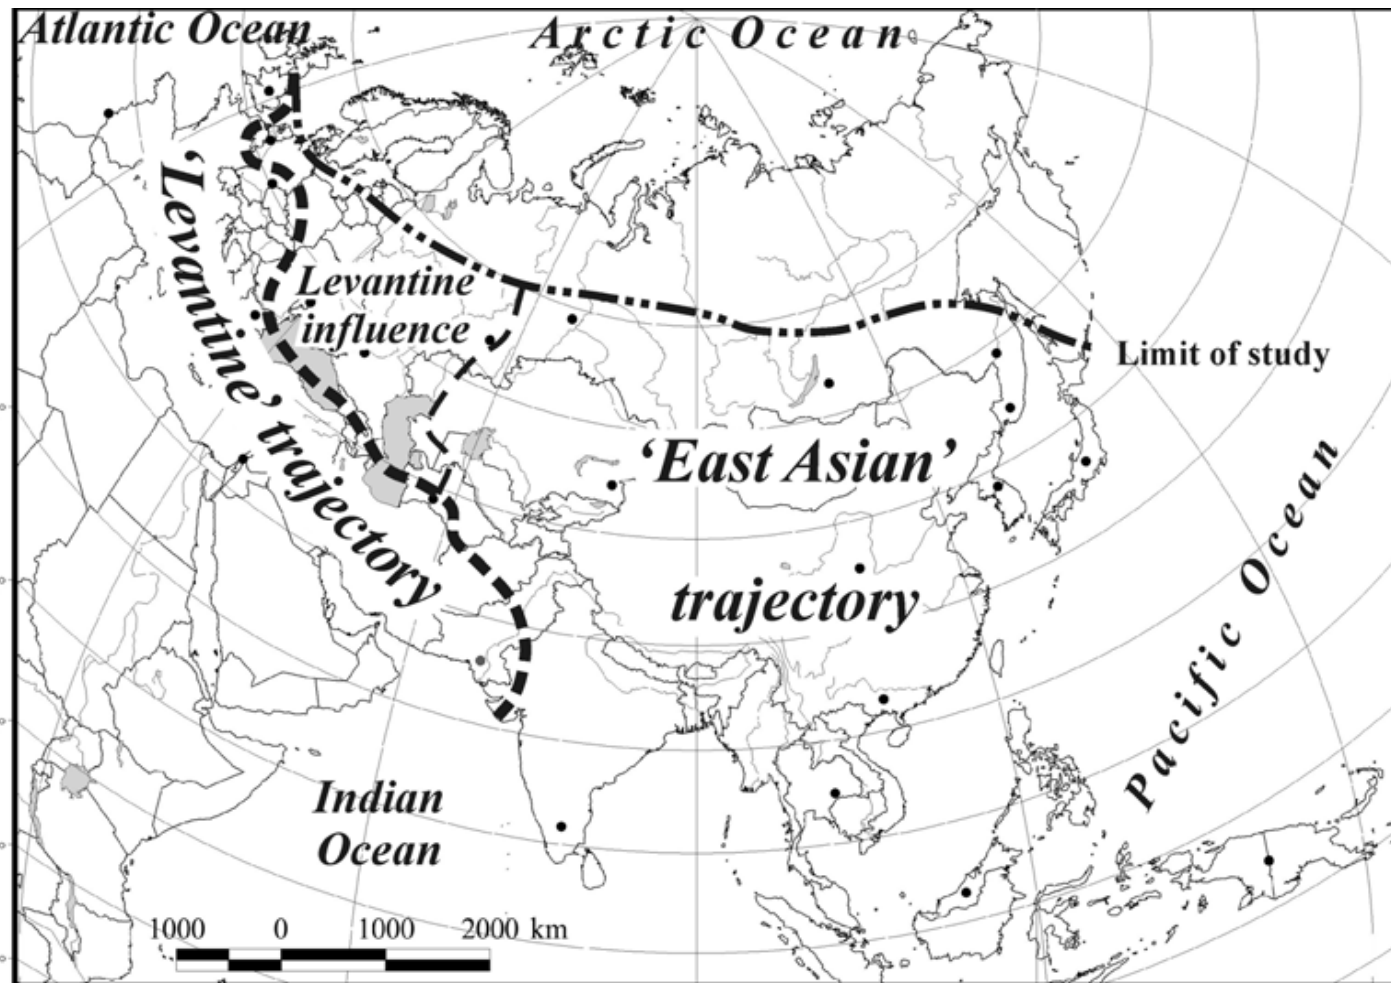 Atlantic Ocean
Arctic Ocean
'Levantine' trajectory
Levantine
influence
Limit of study
'East Asian'
trajectory
Pacific Ocean
Indian
Ocean
1000 0 1000 2000 km